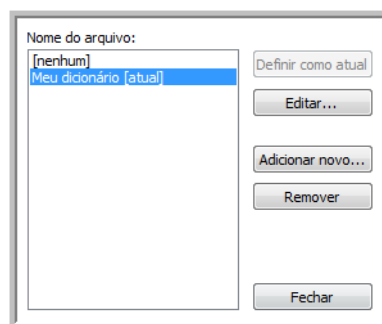 Nome do arquivo:
[nenhum]
Meu dicionário [atual]
Definir como atual
Editar...
Adicionar novo...
Remover
Fechar